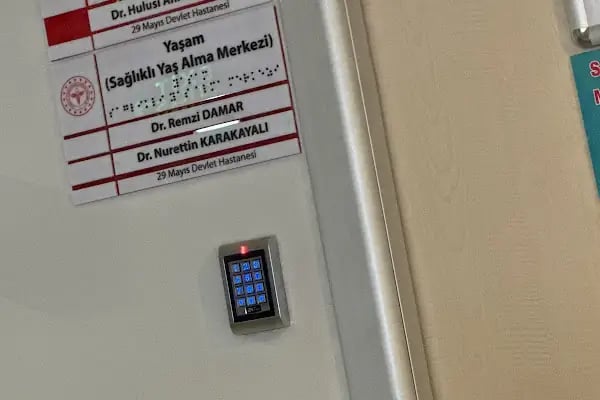 Dr. Hulusi
29 Mayıs Devlet Hastanesi
Yaşam
(Sağlıklı Yaş Alma Merkezi)
Dr. Remzi DAMAR
Dr. Nurettin KARAKAYALI
29 Mayıs Devlet Hastanesi